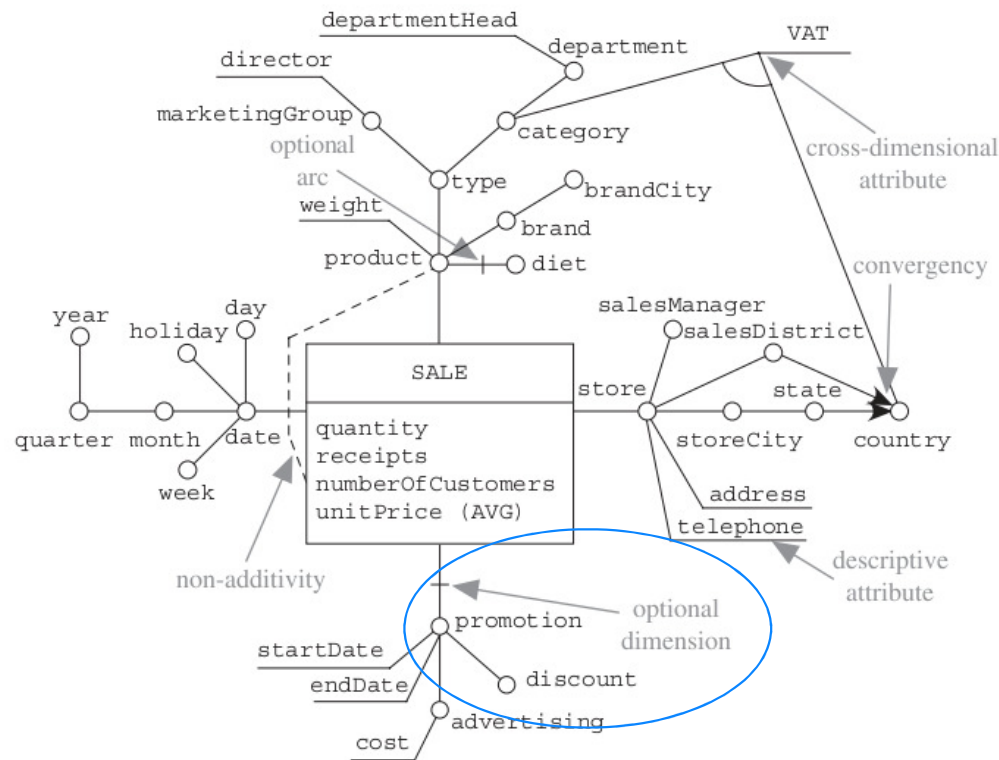 departmentHead
VAT
department
director
marketingGroup
category
optional
arc
cross-dimensional
attribute
type
brandCity
weight
brand
product
diet
convergency
salesManager
year
day
holiday
salesDistrict
SALE
store
state
quarter
month
date
storeCity
country
quantity
receipts
numberOfCustomers
unitPrice (AVG)
week
address
telephone
non-additivity
descriptive
attribute
optional
dimension
promotion
startDate
endDate
discount
advertising
cost